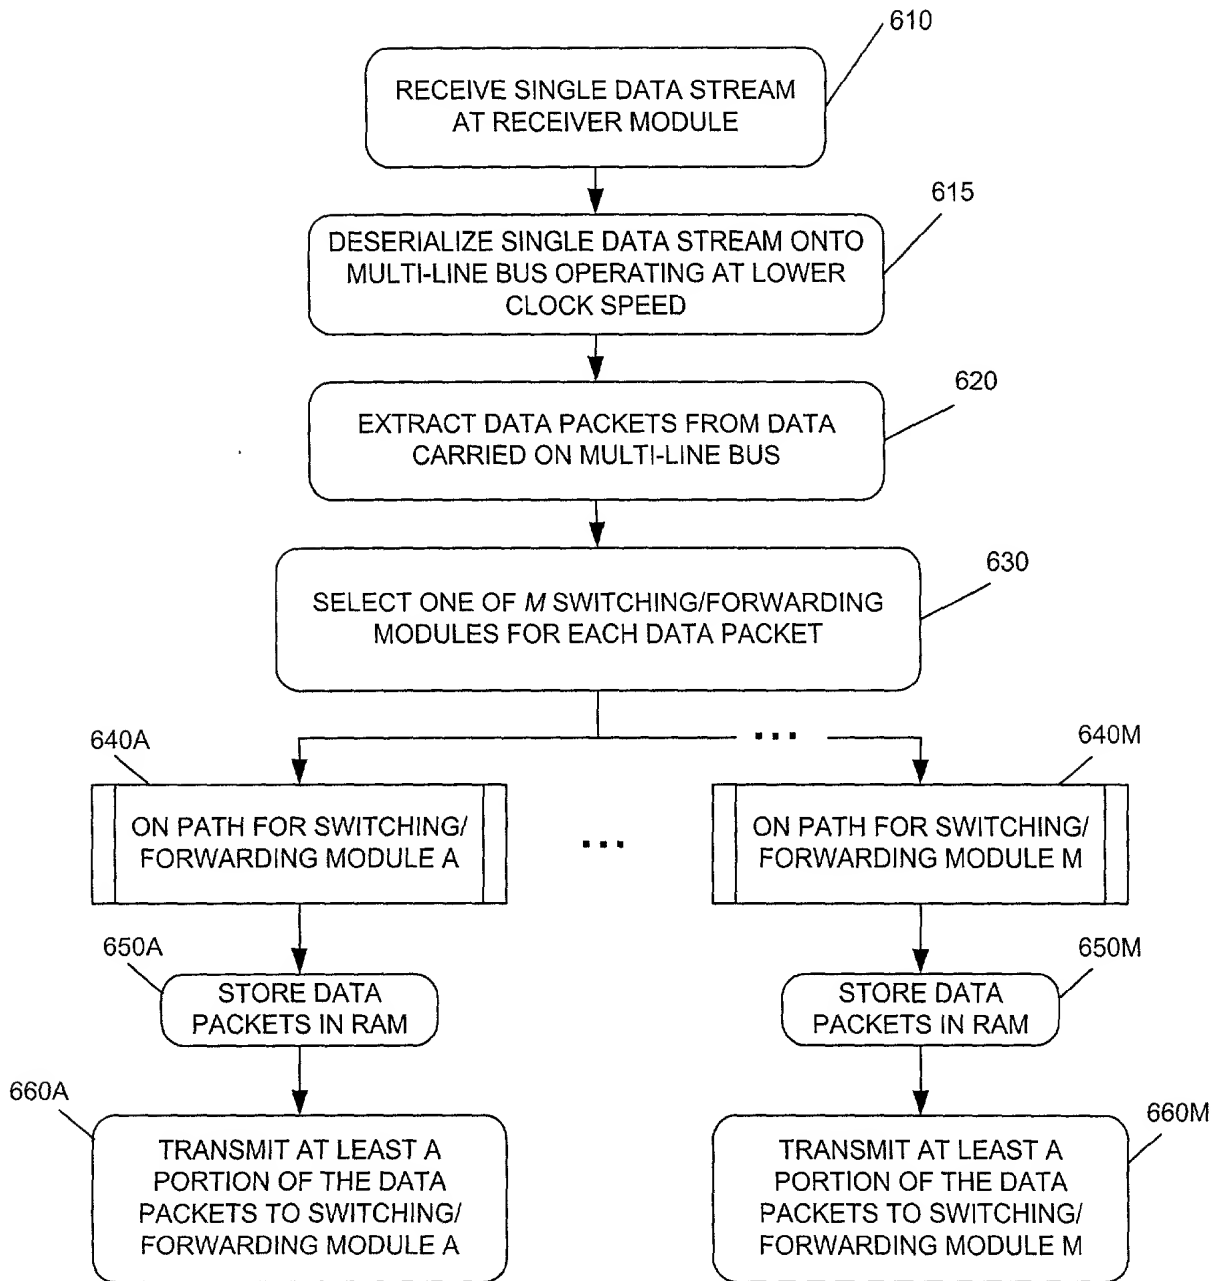 610
RECEIVE SINGLE DATA STREAM
AT RECEIVER MODULE
615
DESERIALIZE SINGLE DATA STREAM ONTO
MULTI-LINE BUS OPERATING AT LOWER
CLOCK SPEED
620
EXTRACT DATA PACKETS FROM DATA
CARRIED ON MULTI-LINE BUS
630
SELECT ONE OF M SWITCHING/FORWARDING
MODULES FOR EACH DATA PACKET
...
640A
ON PATH FOR SWITCHING/
FORWARDING MODULE A
...
640M
ON PATH FOR SWITCHING/
FORWARDING MODULE M
650A
STORE DATA
PACKETS IN RAM
650M
STORE DATA
PACKETS IN RAM
660A
TRANSMIT AT LEAST A
PORTION OF THE DATA
PACKETS TO SWITCHING/
FORWARDING MODULE A
660M
TRANSMIT AT LEAST A
PORTION OF THE DATA
PACKETS TO SWITCHING/
FORWARDING MODULE M